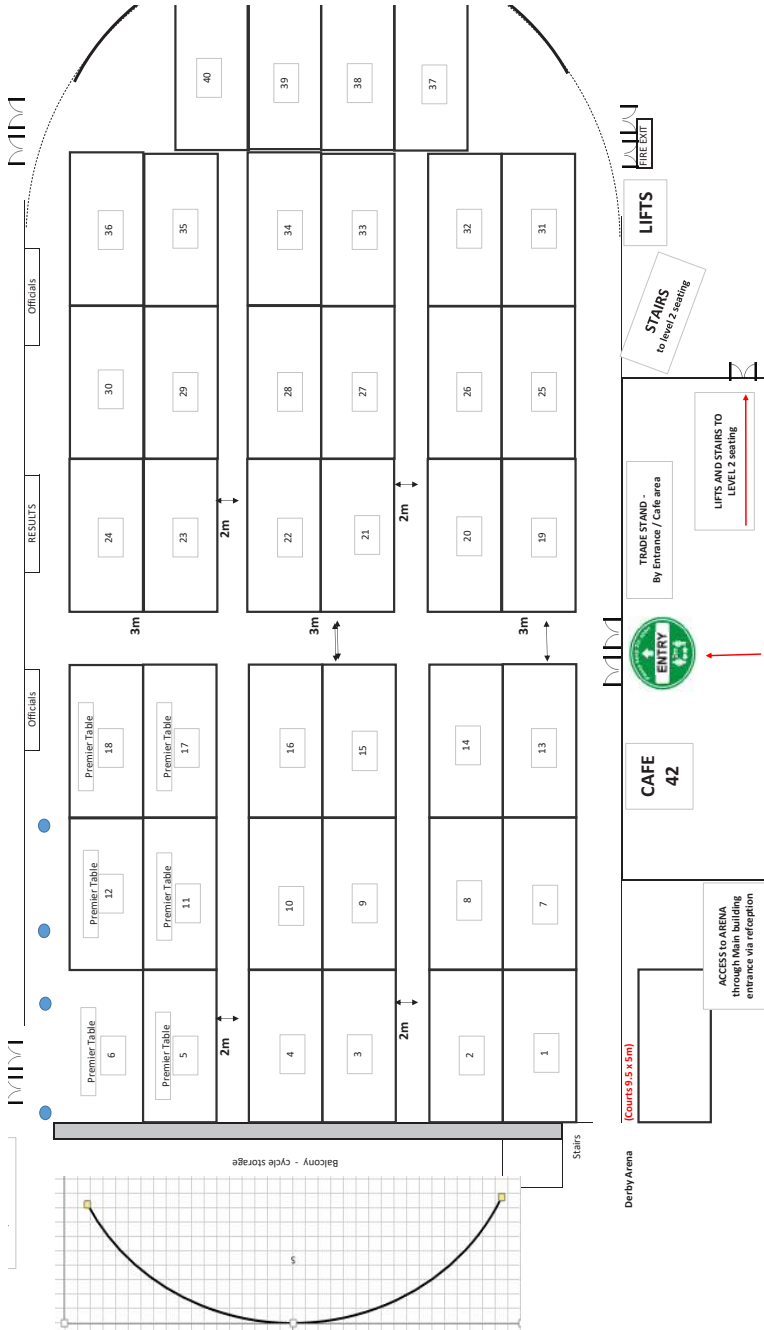 40
39
38
37
FIRE EXIT
36
35
34
33
32
31
LIFTS
STAIRS
to level 2 seating
Officials
30
29
28
27
26
25
LIFTS AND STAIRS TO
LEVEL 2 seating
TRADE STAND -
By Entrance / Cafe area
RESULTS
24
23
2m
22
21
2m
20
19
3m
3m
3m
ENTRY
Officials
Premier Table
18
Premier Table
17
16
15
14
13
CAFE
42
Premier Table
12
Premier Table
11
10
9
8
7
ACCESS to ARENA
through Main building
entrance via refception
Premier Table
6
Premier Table
5
2m
4
3
2m
2
1
(Courts 9.5 x 5m)
Balcony - cycle storage
Stairs
Derby Arena
S